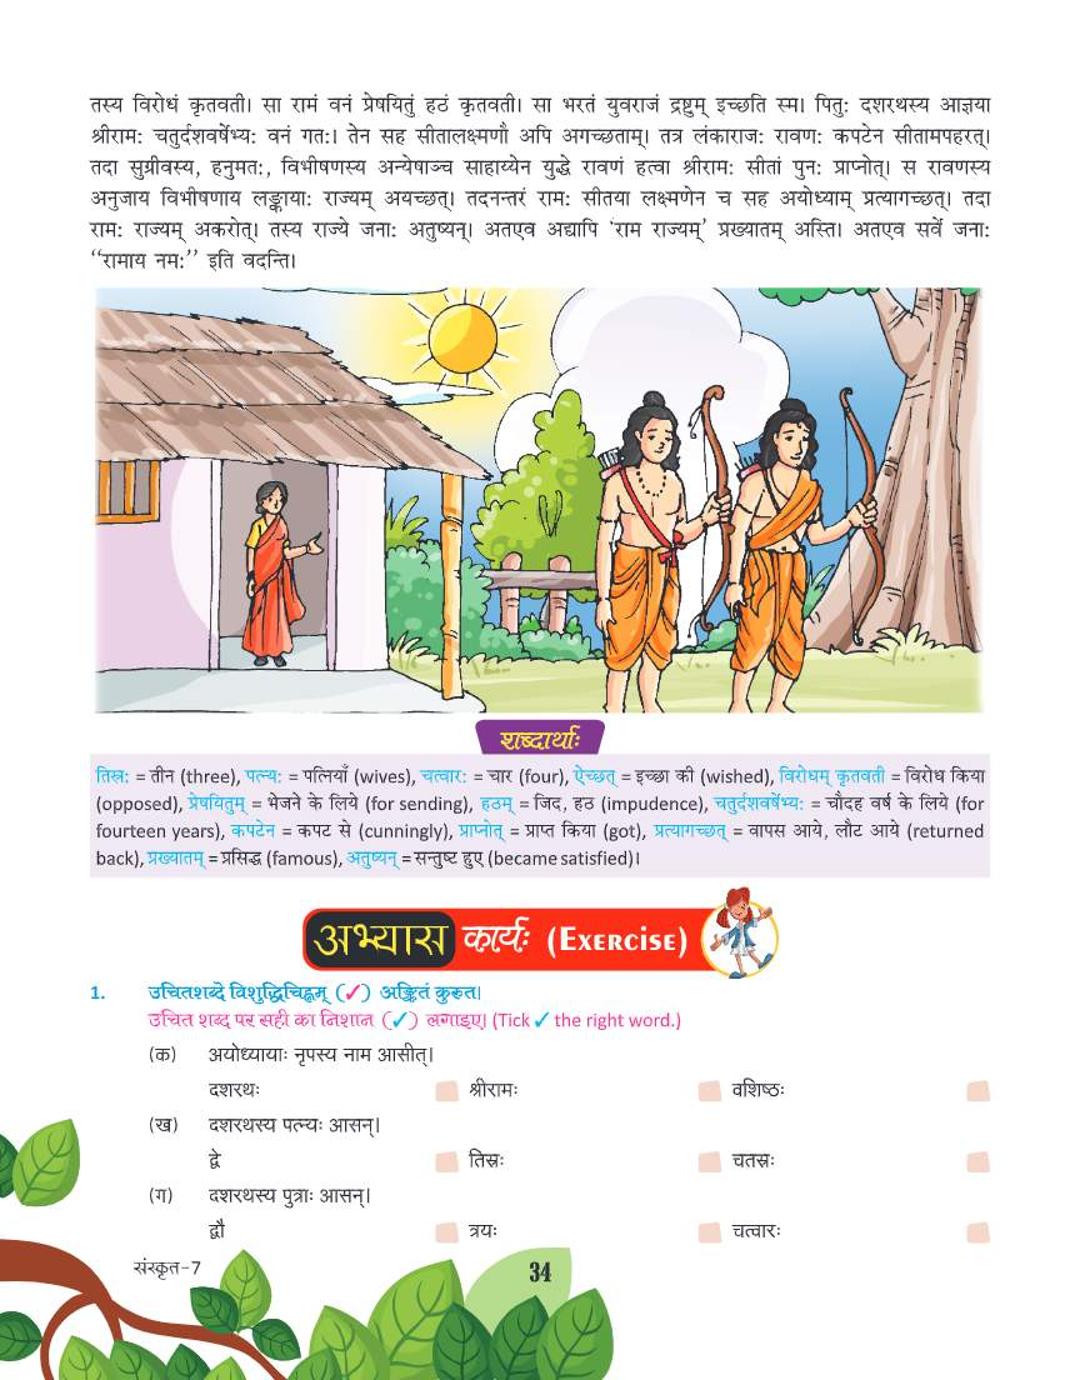 तस्य विरोधं कृतवती। सा रामं वनं प्रेषयितुं हठं कृतवती। सा भरतं युवराजं द्रष्टुम् इच्छति स्म। पितु: दशरथस्य आज्ञया
श्रीराम: चतुर्दशवर्षेभ्य: वनं गत:। तेन सह सीतालक्ष्मणौ अपि अगच्छताम्। तत्र लंकाराज: रावण: कपटेन सीतामपहरत्।
तदा सुग्रीवस्य, हनुमत:, विभीषणस्य अन्येषाञ्च साहाय्येन युद्धे रावणं हत्वा श्रीराम: सीतां पुन: प्राप्नोत्। स रावणस्य
अनुजाय विभीषणाय लङ्काया: राज्यम् अयच्छत्। तदनन्तरं राम: सीतया लक्ष्मणेन च सह अयोध्याम् प्रत्यागच्छत्। तदा
राम: राज्यम् अकरोत्। तस्य राज्ये जना: अतुष्यन्। अतएव अद्यापि ‘राम राज्यम्’ प्रख्यातम् अस्ति। अतएव सर्वे जना:
‘‘रामाय नम:’’ इति वदन्ति।
शब्दार्थाः
तिस्र: = तीन (three), पत्न्य: = पत्नियाँ (wives), चत्वार: = चार (four), ऐच्छत् = इच्छा की (wished), विरोधम् कृतवती = विरोध किया
(opposed), प्रेषयितुम् = भेजने के लिये (for sending), हठम् = जिद, हठ (impudence), चतुर्दशवर्षेभ्य: = चौदह वर्ष के लिये (for
fourteen years), कपटेन = कपट से (cunningly), प्राप्नोत् = प्राप्त किया (got), प्रत्यागच्छत् = वापस आये, लौट आये (returned
back), प्रख्यातम् = प्रसिद्ध (famous), अतुष्यन् = सन्तुष्ट हुए (became satisfied)।
अभ्यास कार्यः (Exercise)
1. उचितशब्दे विशुद्धिचिह्नम् (✓) अङ्कितं कुरुत।
उचित शब्द पर सही का निशान (✓) लगाइए। (Tick ✓ the right word.)
(क) अयोध्यायाः नृपस्य नाम आसीत्।
दशरथः श्रीरामः वशिष्ठः
(ख) दशरथस्य पत्न्यः आसन्।
द्वे तिस्रः चतस्रः
(ग) दशरथस्य पुत्राः आसन्।
द्वौ त्रयः चत्वारः
संस्कृत-7 34